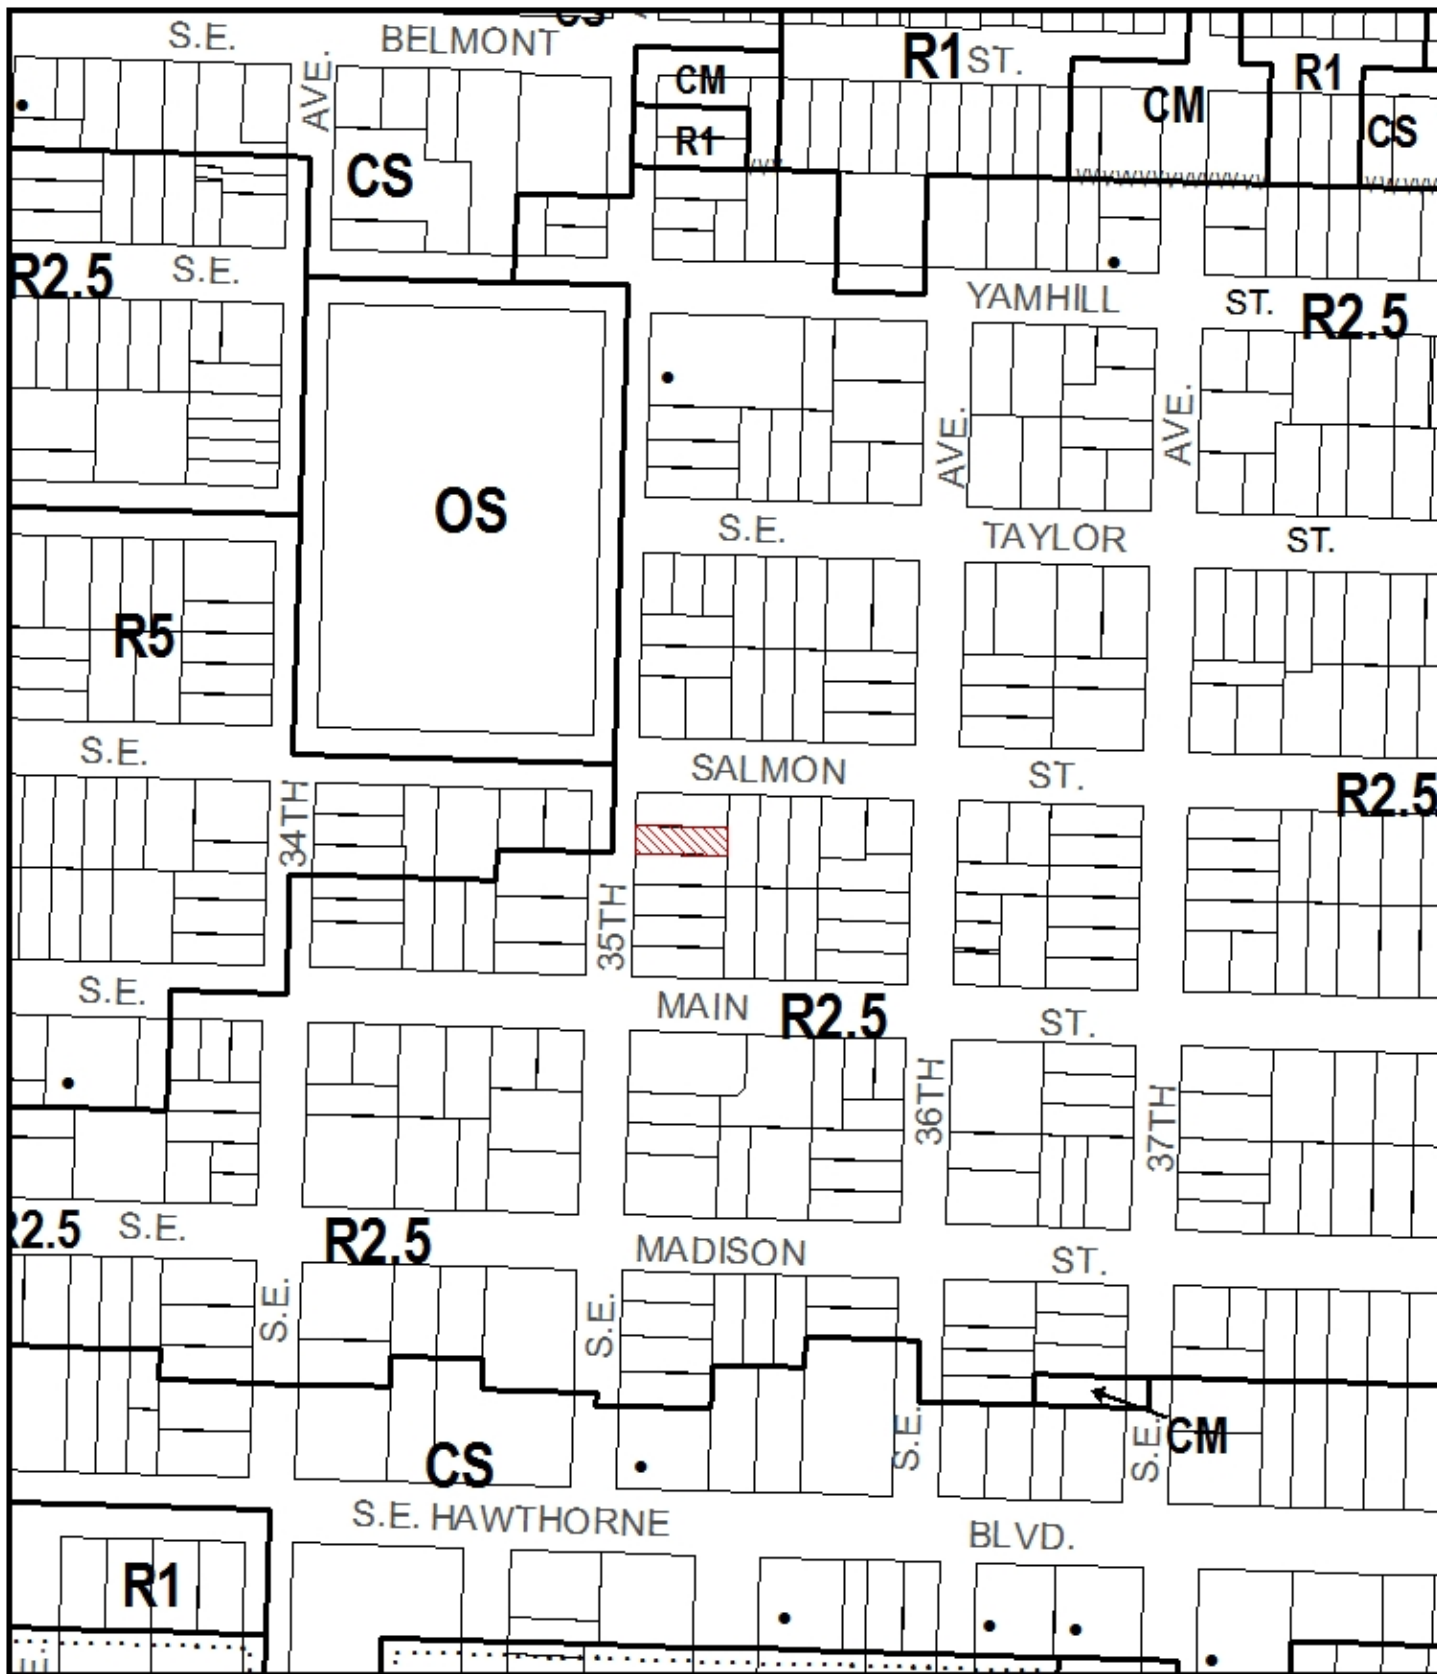 CS
S.E. BELMONT R1 ST. R1
AVE.
CM
CM
R1
CS
CS
R2.5 S.E.
YAMHILL ST. R2.5
AVE.
AVE.
OS
S.E. TAYLOR ST.
R5
S.E. SALMON ST. R2.5
34TH
35TH
S.E. MAIN R2.5 ST.
36TH
37TH
R2.5 S.E. R2.5 MADISON ST.
S.E.
S.E.
S.E.
S.E.
CM
CS
S.E. HAWTHORNE BLVD.
R1